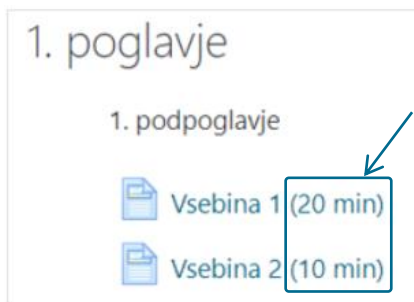 1. poglavje
1. podpoglavje
Vsebina 1 (20 min)
Vsebina 2 (10 min)